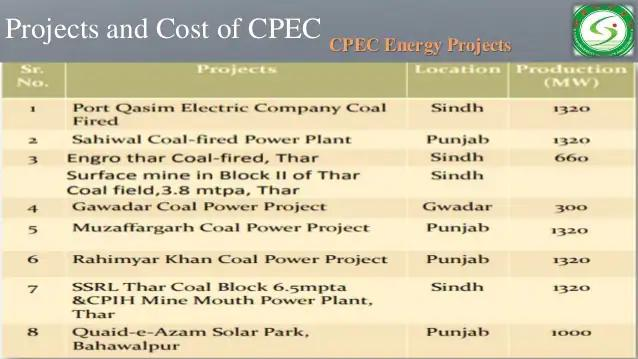 Projects and Cost of CPEC
CPEC Energy Projects
Sr. Projects Location Production
No. (MW)
1 Port Qasim Electric Company Coal Sindh 1320
Fired
2 Sahiwal Coal-fired Power Plant Punjab 1320
3 Engro thar Coal-fired, Thar Sindh 660
Surface mine in Block II of Thar Sindh
Coal field,3.8 mtpa, Thar
4 Gawadar Coal Power Project Gwadar 300
5 Muzaffargarh Coal Power Project Punjab 1320
6 Rahimyar Khan Coal Power Project Punjab 1320
7 SSRL Thar Coal Block 6.5mpta Sindh 1320
&CPIH Mine Mouth Power Plant,
Thar
8 Quaid-e-Azam Solar Park, Punjab 1000
Bahawalpur